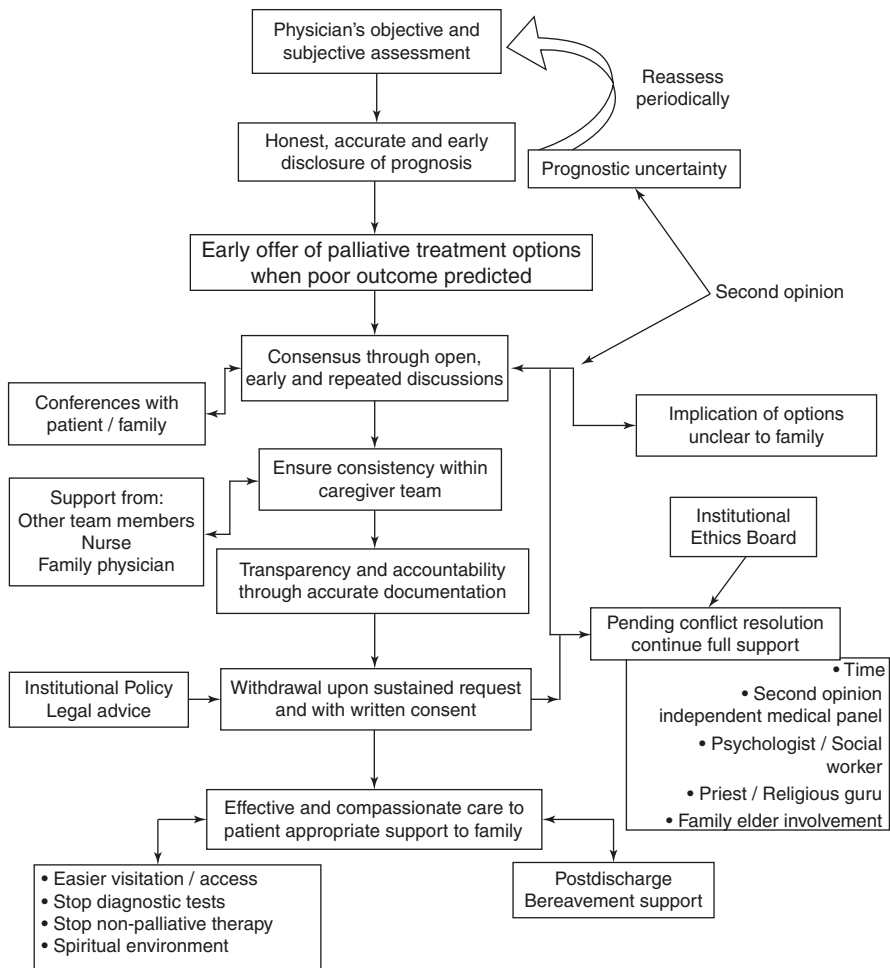 Physician's objective and
subjective assessment
Reassess
periodically
Honest, accurate and early
disclosure of prognosis
Prognostic uncertainty
Early offer of palliative treatment options
when poor outcome predicted
Second opinion
Consensus through open,
early and repeated discussions
Conferences with
patient / family
Implication of options
unclear to family
Ensure consistency within
caregiver team
Support from:
Other team members
Nurse
Family physician
Institutional
Ethics Board
Transparency and accountability
through accurate documentation
Pending conflict resolution
continue full support
• Time
• Second opinion
independent medical panel
• Psychologist / Social
worker
• Priest / Religious guru
• Family elder involvement
Institutional Policy
Legal advice
Withdrawal upon sustained request
and with written consent
Effective and compassionate care to
patient appropriate support to family
• Easier visitation / access
• Stop diagnostic tests
• Stop non-palliative therapy
• Spiritual environment
Postdischarge
Bereavement support